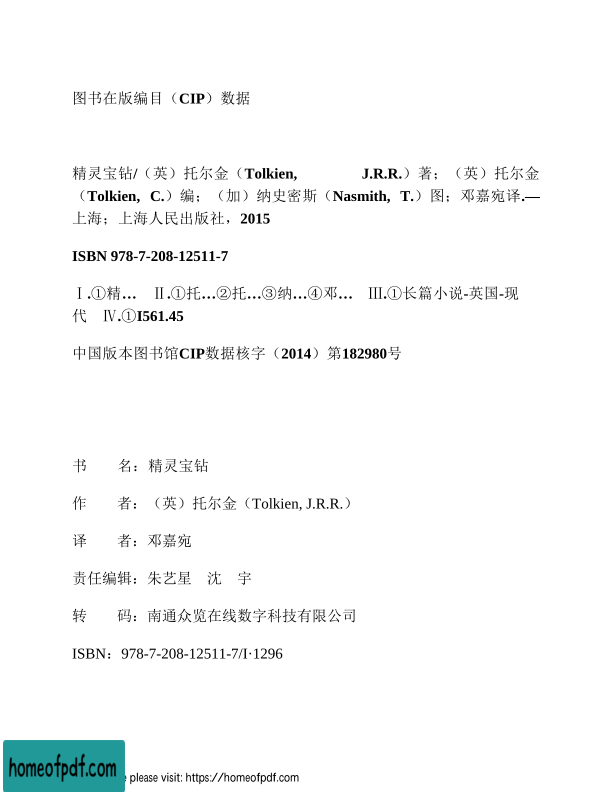 图书在版编目（CIP）数据
精灵宝钻/（英）托尔金（Tolkien, J.R.R.）著；（英）托尔金
（Tolkien, C.）编；（加）纳史密斯（Nasmith, T.）图；邓嘉宛译.—
上海；上海人民出版社，2015
ISBN 978-7-208-12511-7
Ⅰ.①精… Ⅱ.①托…②托…③纳…④邓… Ⅲ.①长篇小说-英国-现
代 Ⅳ.①I561.45
中国版本图书馆CIP数据核字（2014）第182980号
书 名：精灵宝钻
作 者：（英）托尔金（Tolkien, J.R.R.）
译 者：邓嘉宛
责任编辑：朱艺星 沈 宇
转 码：南通众览在线数字科技有限公司
ISBN：978-7-208-12511-7/I·1296
homeofpdf.com
please visit: https://homeofpdf.com